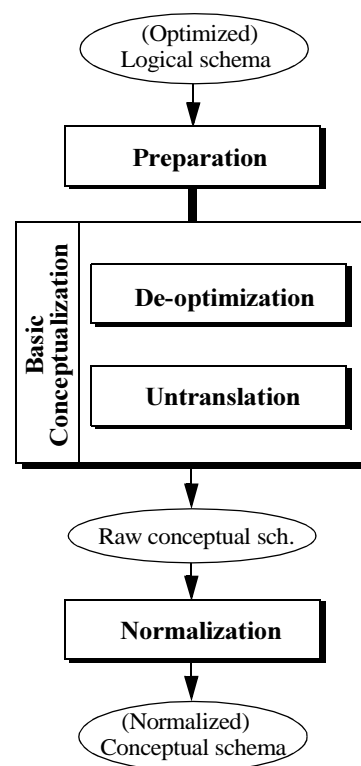 (Optimized)
Logical schema
Preparation
Basic
Conceptualization
De-optimization
Untranslation
Raw conceptual sch.
Normalization
(Normalized)
Conceptual schema